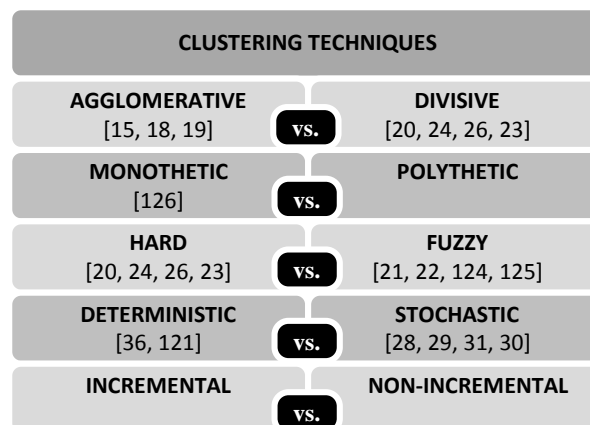 CLUSTERING TECHNIQUES
AGGLOMERATIVE
[15, 18, 19]
vs.
DIVISIVE
[20, 24, 26, 23]
MONOTHETIC
[126]
vs.
POLYTHETIC
HARD
[20, 24, 26, 23]
vs.
FUZZY
[21, 22, 124, 125]
DETERMINISTIC
[36, 121]
vs.
STOCHASTIC
[28, 29, 31, 30]
INCREMENTAL
vs.
NON-INCREMENTAL